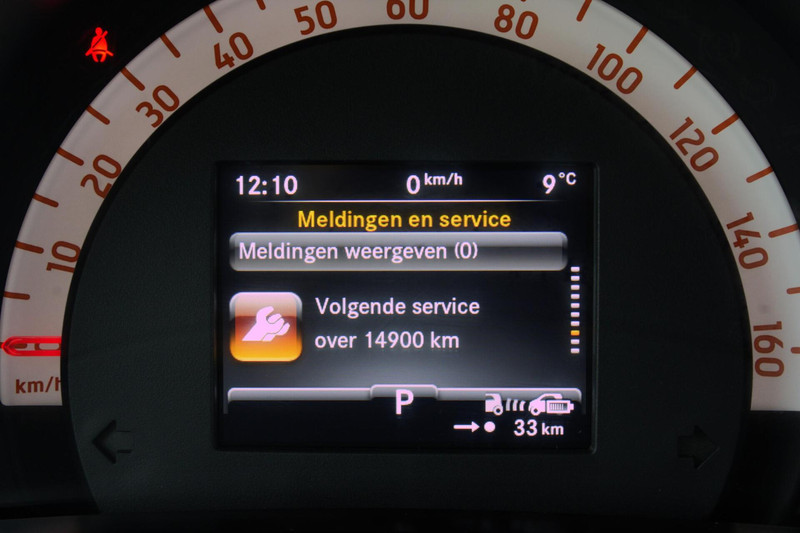 10
20
30
40
50
60
80
100
120
140
160
km/h
12:10
0 km/h
9 °C
Meldingen en service
Meldingen weergeven (0)
Volgende service
over 14900 km
P
33 km